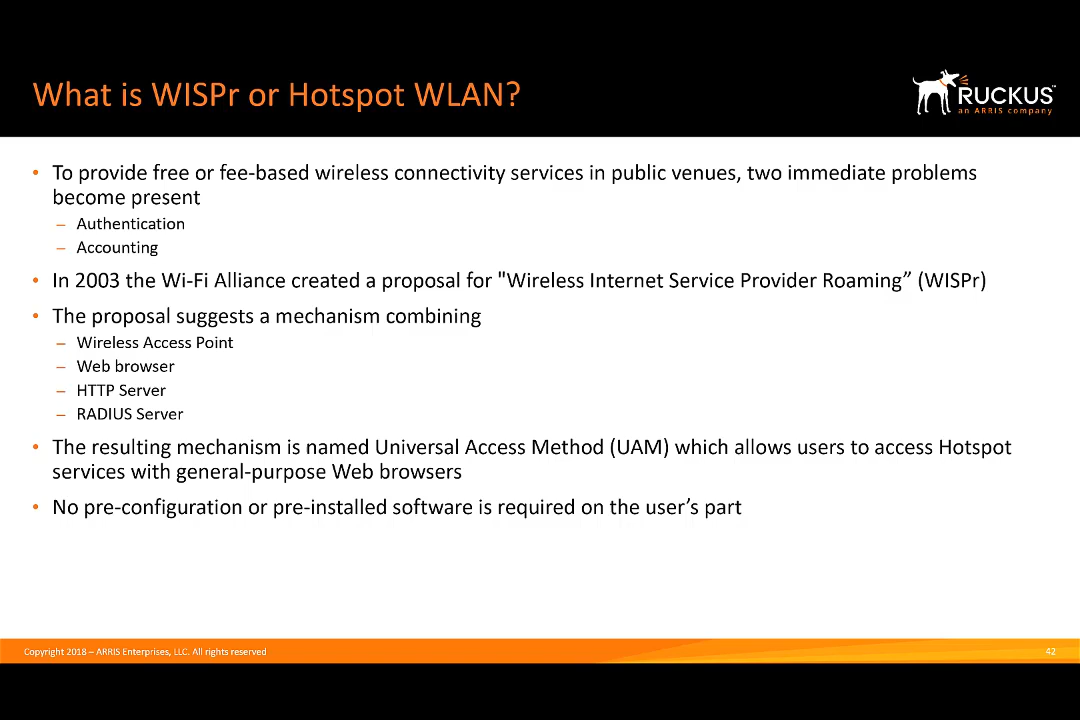 What is WISPr or Hotspot WLAN?
RUCKUS™
an ARRIS company
• To provide free or fee-based wireless connectivity services in public venues, two immediate problems
become present
– Authentication
– Accounting
• In 2003 the Wi-Fi Alliance created a proposal for "Wireless Internet Service Provider Roaming” (WISPr)
• The proposal suggests a mechanism combining
– Wireless Access Point
– Web browser
– HTTP Server
– RADIUS Server
• The resulting mechanism is named Universal Access Method (UAM) which allows users to access Hotspot
services with general-purpose Web browsers
• No pre-configuration or pre-installed software is required on the user’s part
Copyright 2018 – ARRIS Enterprises, LLC. All rights reserved
42